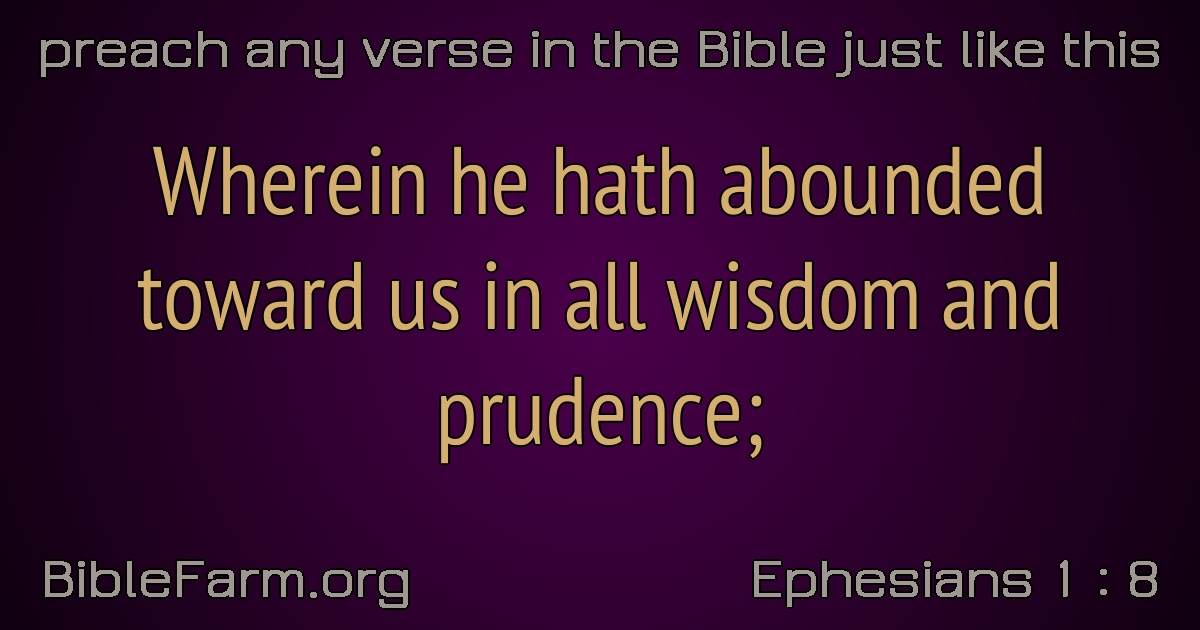 preach any verse in the Bible just like this
Wherein he hath abounded
toward us in all wisdom and
prudence;
BibleFarm.org
Ephesians 1 : 8